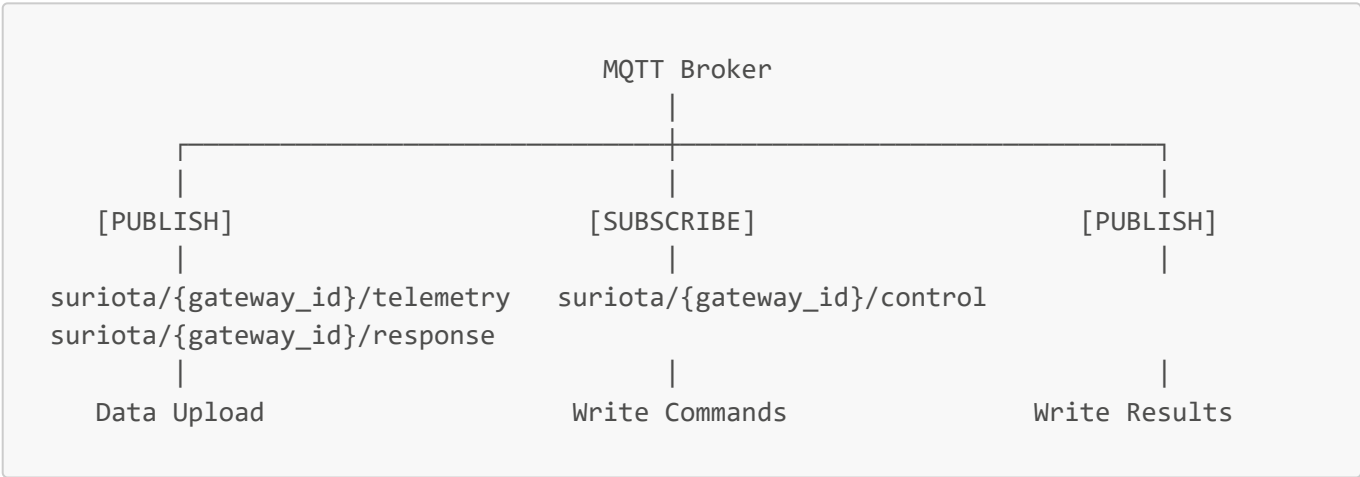 MQTT Broker
[PUBLISH] [SUBSCRIBE] [PUBLISH]
suriota/{gateway_id}/telemetry suriota/{gateway_id}/control
suriota/{gateway_id}/response
Data Upload Write Commands Write Results